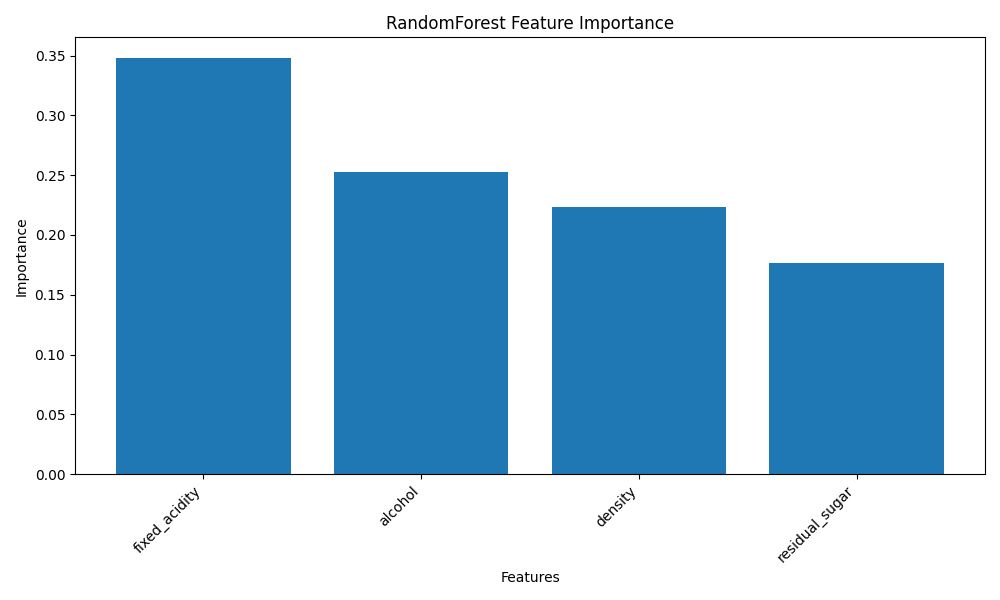 RandomForest Feature Importance
Importance
0.35
0.30
0.25
0.20
0.15
0.10
0.05
0.00
fixed_acidity
alcohol
density
residual_sugar
Features